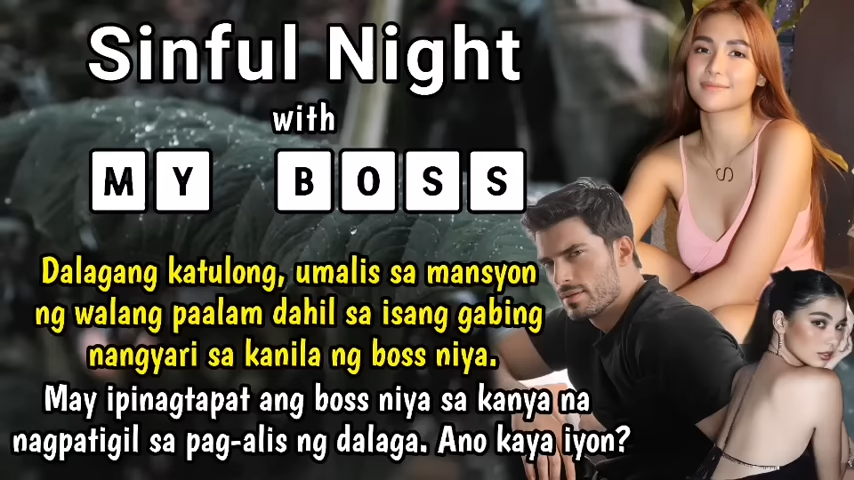 Sinful Night
with
MY BOSS
Dalagang katulong, umalis sa mansyon
ng walang paalam dahil sa isang gabing
nangyari sa kanila ng boss niya.
May ipinagtapat ang boss niya sa kanya na
nagpatigil sa pag-alis ng dalaga. Ano kaya iyon?